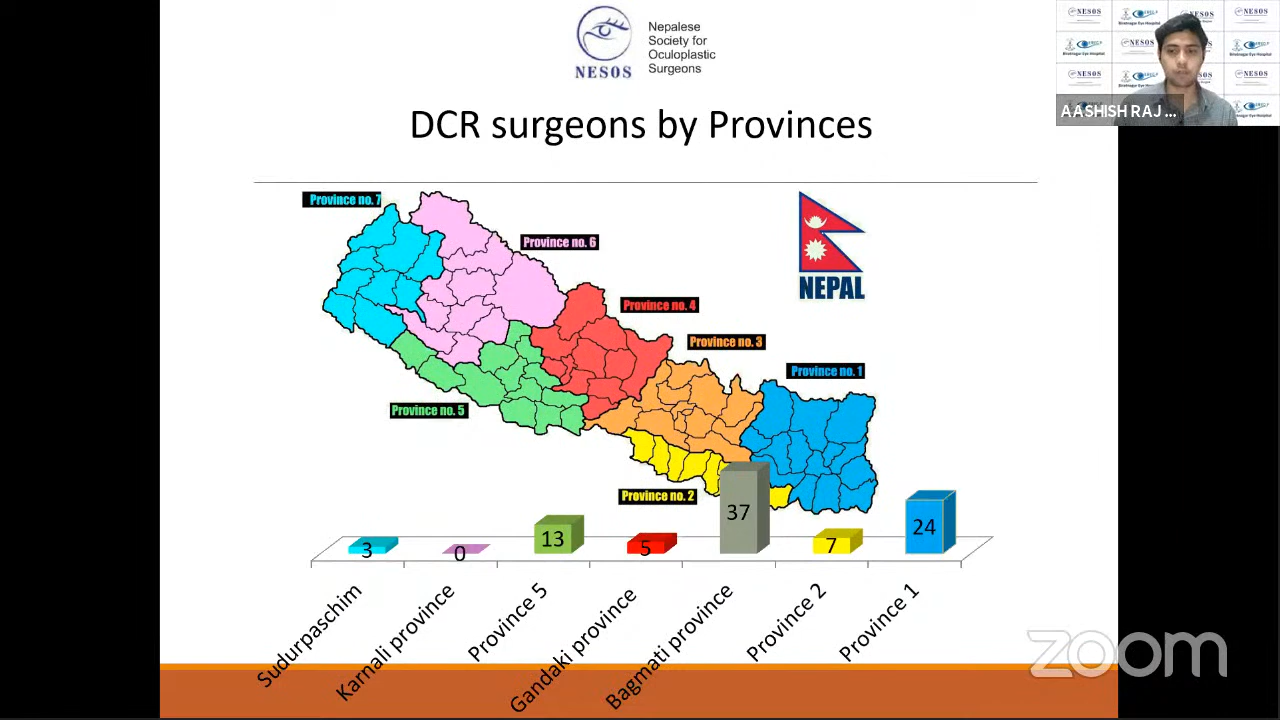 Nepalese
Society for
Oculoplastic
Surgeons
NESOS
AASHISH RAJ ...
DCR surgeons by Provinces
Province no. 7
Province no. 6
Province no. 4
Province no. 3
Province no. 1
Province no. 5
Province no. 2
NEPAL
3
0
13
5
37
7
24
Sudurpaschim
Karnali province
Province 5
Gandaki province
Bagmati province
Province 2
Province 1
zoom